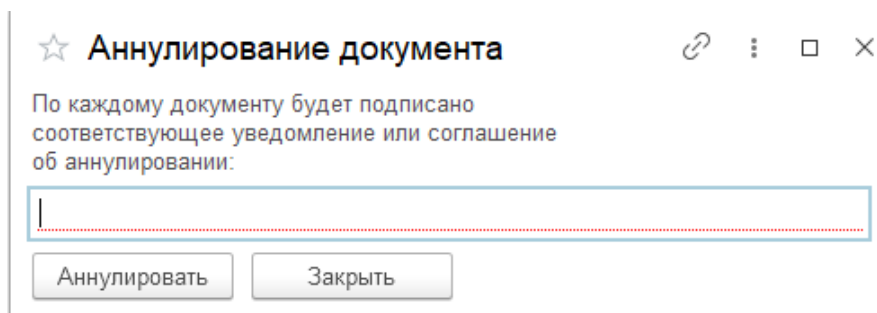 Аннулирование документа
По каждому документу будет подписано
соответствующее уведомление или соглашение
об аннулировании:
Аннулировать Закрыть